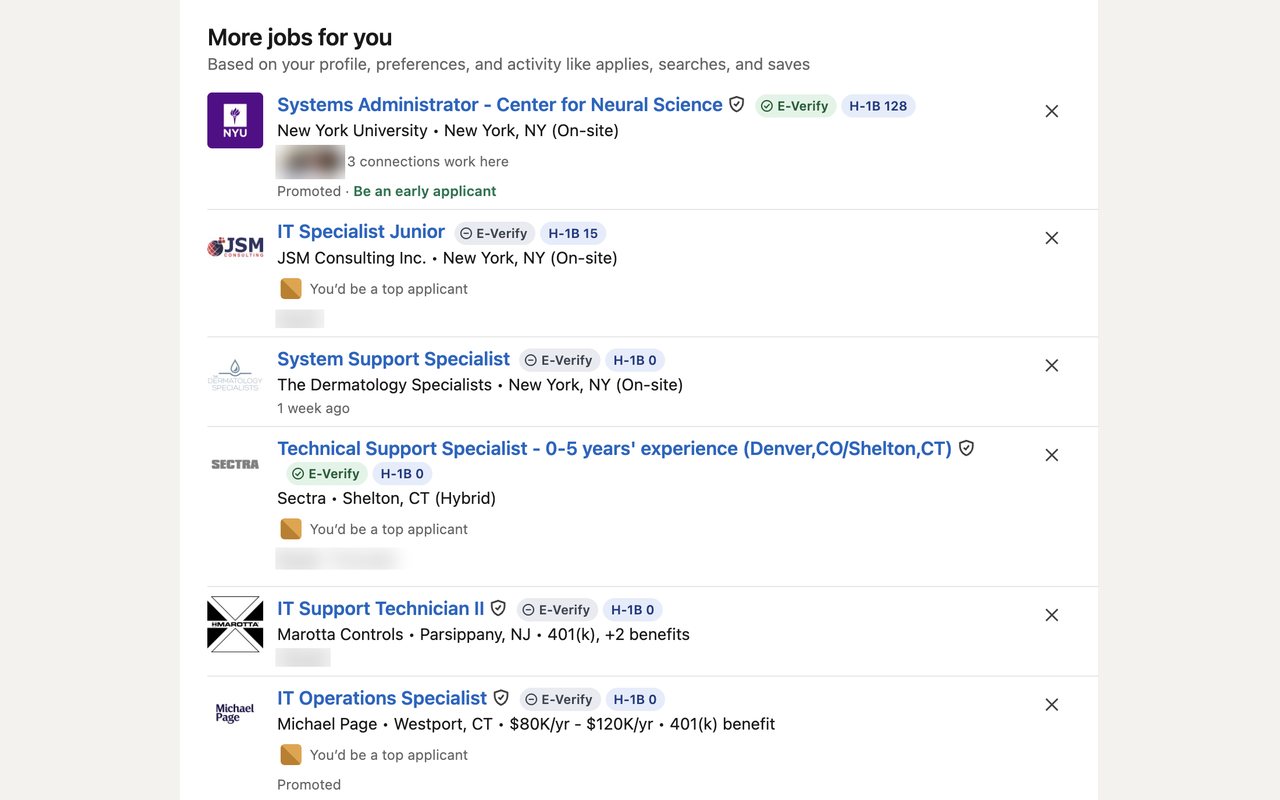 More jobs for you
Based on your profile, preferences, and activity like applies, searches, and saves
NYU
Systems Administrator - Center for Neural Science E-Verify H-1B 128
New York University • New York, NY (On-site)
3 connections work here
Promoted · Be an early applicant
JSM
CONSULTING
IT Specialist Junior E-Verify H-1B 15
JSM Consulting Inc. • New York, NY (On-site)
You'd be a top applicant
THE
DERMATOLOGY
SPECIALISTS
System Support Specialist E-Verify H-1B 0
The Dermatology Specialists • New York, NY (On-site)
1 week ago
SECTRA
Technical Support Specialist - 0-5 years' experience (Denver,CO/Shelton,CT)
E-Verify H-1B 0
Sectra • Shelton, CT (Hybrid)
You'd be a top applicant
MAROTTA
IT Support Technician II E-Verify H-1B 0
Marotta Controls • Parsippany, NJ • 401(k), +2 benefits
Michael
Page
IT Operations Specialist E-Verify H-1B 0
Michael Page • Westport, CT • $80K/yr - $120K/yr • 401(k) benefit
You'd be a top applicant
Promoted